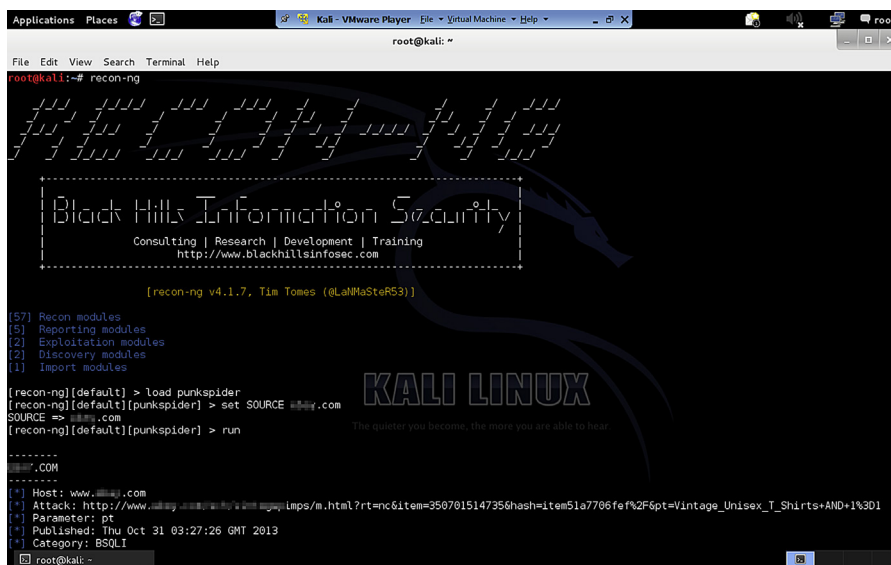 Applications Places
Kali - VMware Player File Virtual Machine Help
roo
root@kali: ~
File Edit View Search Terminal Help
root@kali:~# recon-ng
RECON-NG
Black Hills Information Security
Consulting | Research | Development | Training
http://www.blackhillsinfosec.com
[recon-ng v4.1.7, Tim Tomes (@LaNMaSteR53)]
[57] Recon modules
[5] Reporting modules
[2] Exploitation modules
[2] Discovery modules
[1] Import modules
[recon-ng][default] > load punkspider
[recon-ng][default][punkspider] > set SOURCE .com
SOURCE => .com
[recon-ng][default][punkspider] > run
KALI LINUX
The quieter you become, the more you are able to hear.
--------
.COM
--------
[*] Host: www. .com
[*] Attack: http://www. imps/m.html?rt=nc&item=350701514735&hash=item51a7706fef%2F&pt=Vintage_Unisex_T_Shirts+AND+1%3D1
[*] Parameter: pt
[*] Published: Thu Oct 31 03:27:26 GMT 2013
[*] Category: BSQLI
root@kali: ~